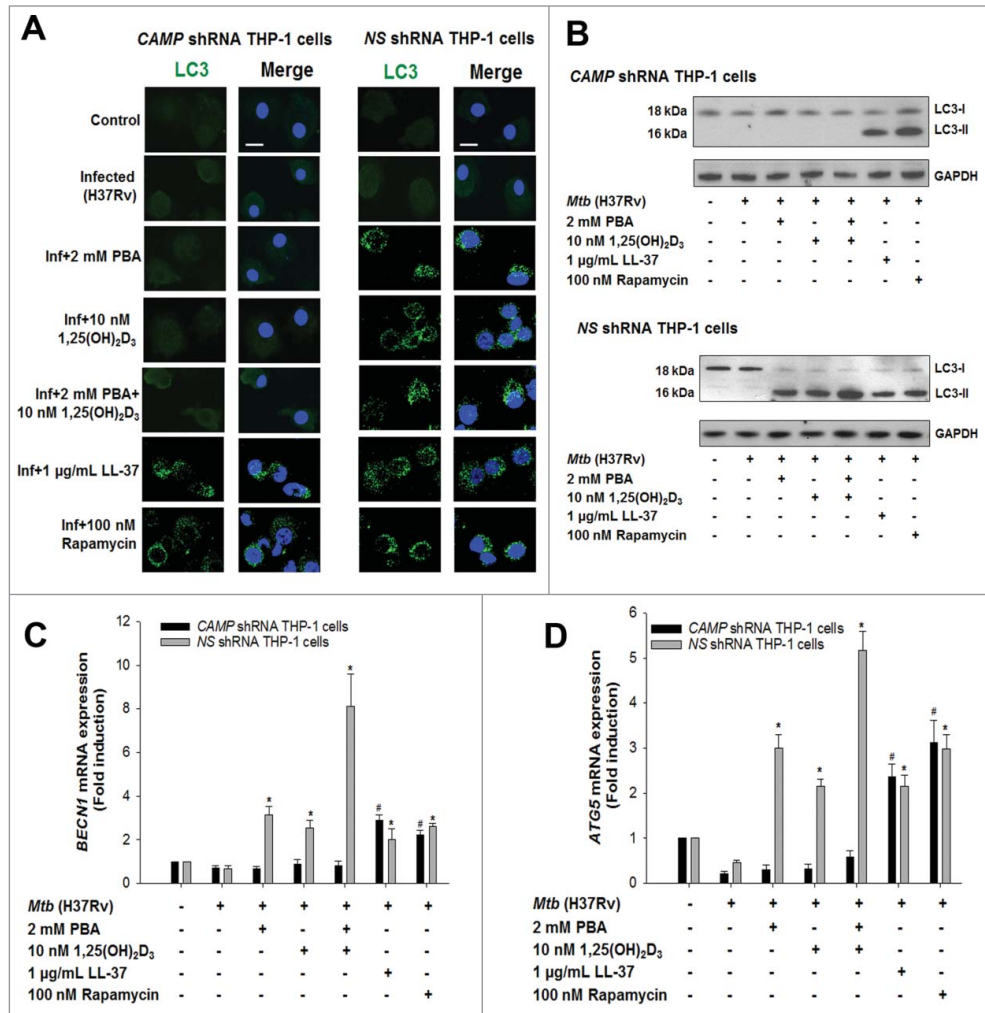 A
CAMP shRNA THP-1 cells NS shRNA THP-1 cells
LC3 Merge LC3 Merge
Control
Infected
(H37Rv)
Inf+2 mM PBA
Inf+10 nM
1,25(OH)₂D₃
Inf+2 mM PBA+
10 nM 1,25(OH)₂D₃
Inf+1 µg/mL LL-37
Inf+100 nM
Rapamycin
B
CAMP shRNA THP-1 cells
18 kDa LC3-I
16 kDa LC3-II
GAPDH
Mtb (H37Rv) - + + + + + +
2 mM PBA - - + - + - -
10 nM 1,25(OH)₂D₃ - - - + + - -
1 µg/mL LL-37 - - - - - + -
100 nM Rapamycin - - - - - - +
NS shRNA THP-1 cells
18 kDa LC3-I
16 kDa LC3-II
GAPDH
Mtb (H37Rv) - + + + + + +
2 mM PBA - - + - + - -
10 nM 1,25(OH)₂D₃ - - - + + - -
1 µg/mL LL-37 - - - - - + -
100 nM Rapamycin - - - - - - +
C
CAMP shRNA THP-1 cells
NS shRNA THP-1 cells
BECN1 mRNA expression
(Fold induction)
12
10
8
6
4
2
0
* * * # * # *
Mtb (H37Rv) - + + + + + +
2 mM PBA - - + - + - -
10 nM 1,25(OH)₂D₃ - - - + + - -
1 µg/mL LL-37 - - - - - + -
100 nM Rapamycin - - - - - - +
D
CAMP shRNA THP-1 cells
NS shRNA THP-1 cells
ATG5 mRNA expression
(Fold induction)
6
5
4
3
2
1
0
* * * # * # *
Mtb (H37Rv) - + + + + + +
2 mM PBA - - + - + - -
10 nM 1,25(OH)₂D₃ - - - + + - -
1 µg/mL LL-37 - - - - - + -
100 nM Rapamycin - - - - - - +